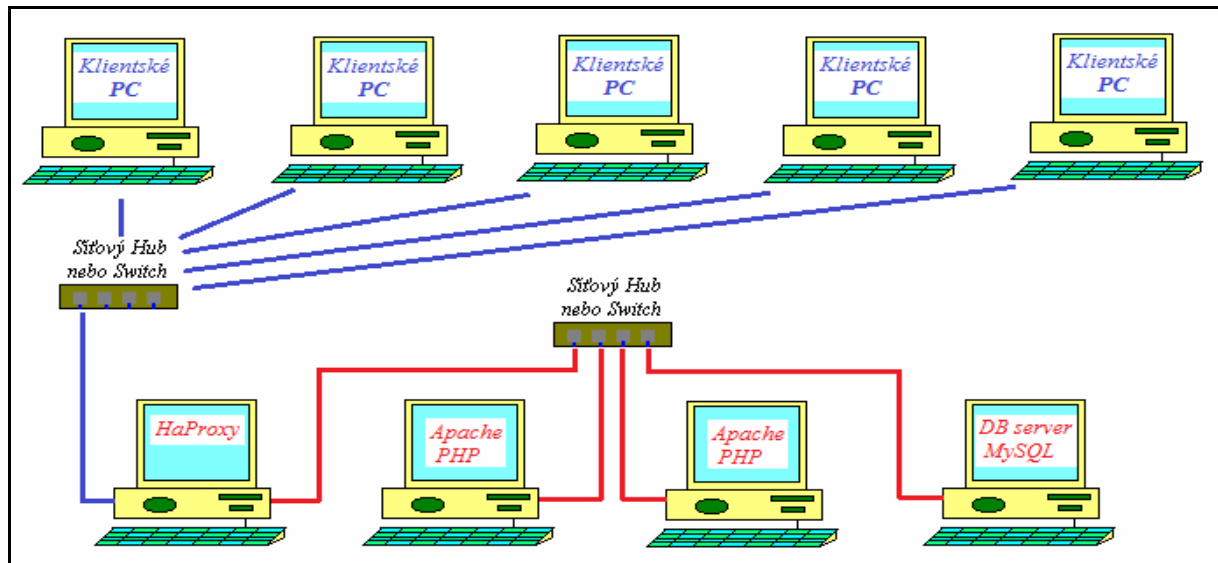 Klientské
PC
Klientské
PC
Klientské
PC
Klientské
PC
Klientské
PC
Síťový Hub
nebo Switch
Síťový Hub
nebo Switch
HaProxy
Apache
PHP
Apache
PHP
DB server
MySQL